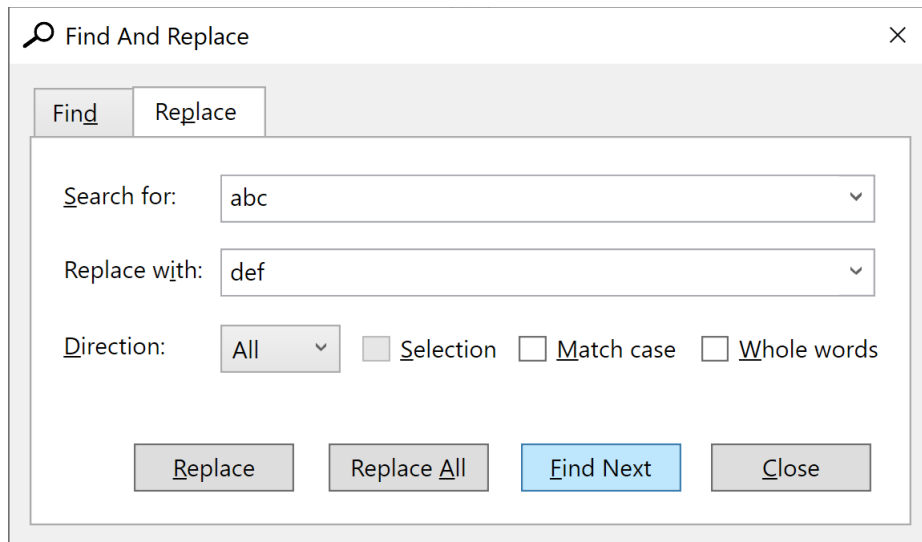 Find And Replace
Find Replace
Search for: abc
Replace with: def
Direction: All Selection Match case Whole words
Replace Replace All Find Next Close